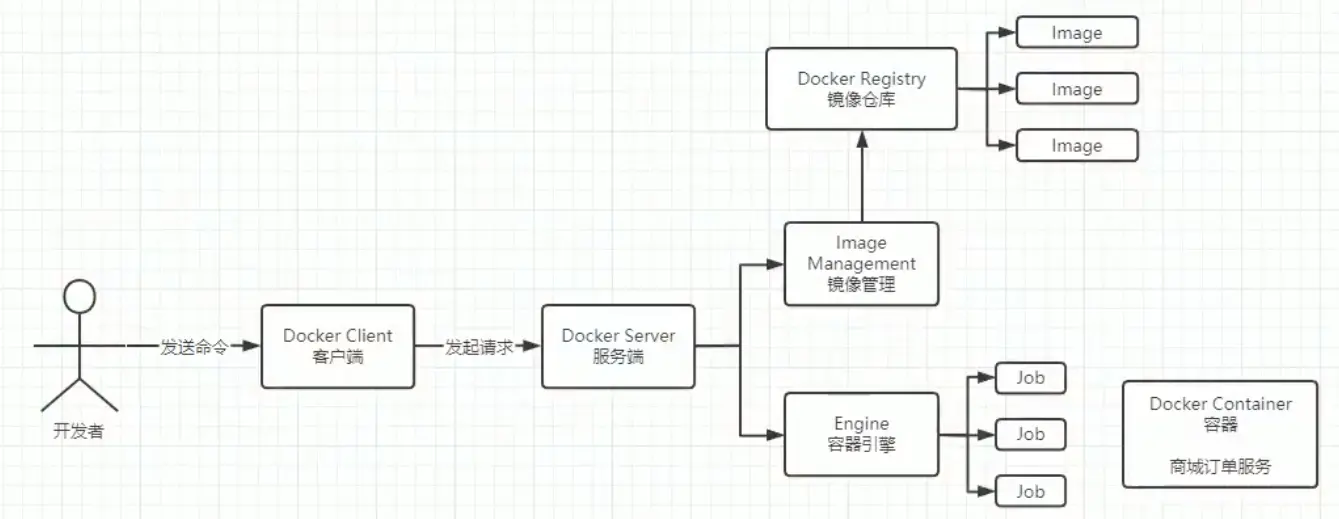 Image
Docker Registry
镜像仓库
Image
Image
Image
Management
镜像管理
发送命令
Docker Client
客户端
发起请求
Docker Server
服务端
开发者
Engine
容器引擎
Job
Job
Job
Docker Container
容器
商城订单服务